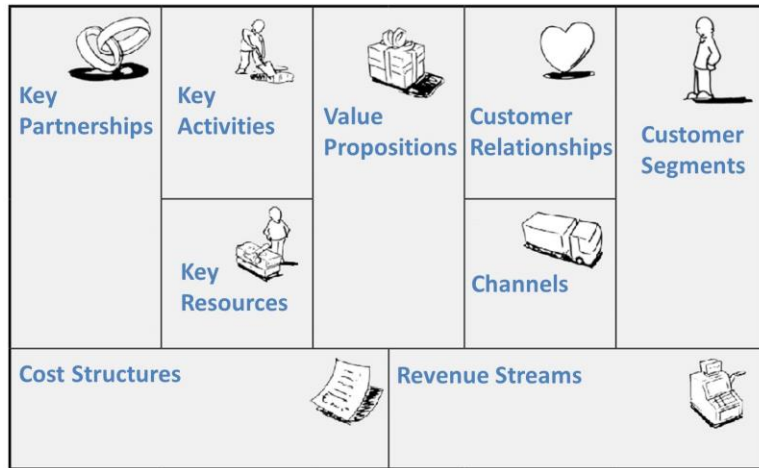 Key
Partnerships
Key
Activities
Key
Resources
Value
Propositions
Customer
Relationships
Channels
Customer
Segments
Cost Structures
Revenue Streams